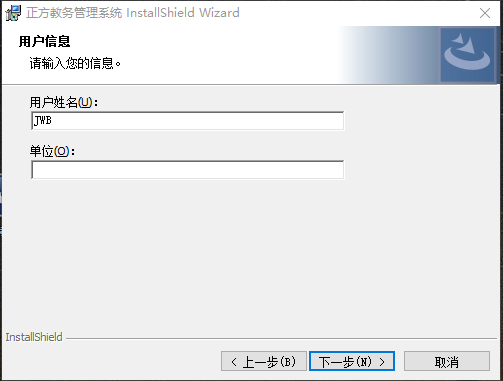 正方教务管理系统 InstallShield Wizard
用户信息
请输入您的信息。
用户姓名(U):
JWB
单位(O):
InstallShield
< 上一步(B) 下一步(N) > 取消